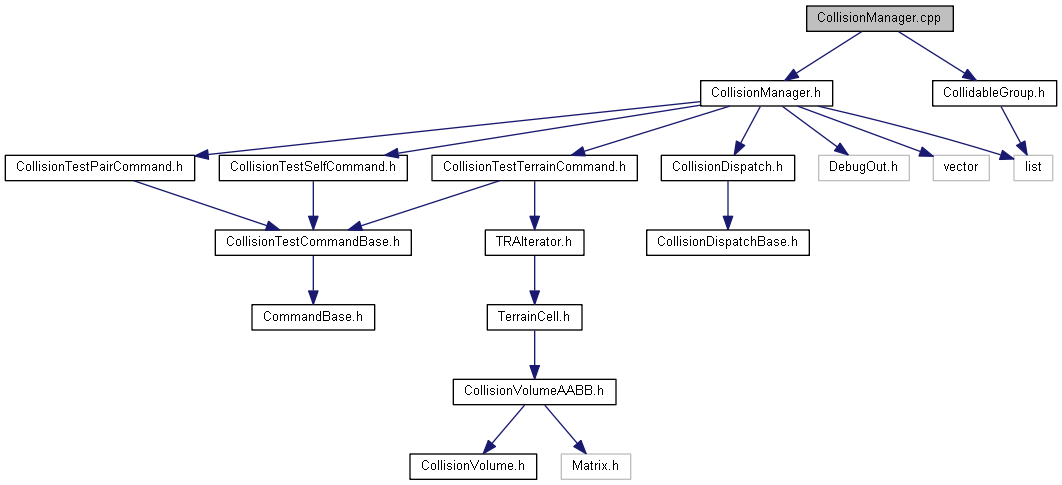 CollisionManager.cpp
CollisionManager.h
CollidableGroup.h
CollisionTestPairCommand.h
CollisionTestSelfCommand.h
CollisionTestTerrainCommand.h
CollisionDispatch.h
DebugOut.h
vector
list
CollisionTestCommandBase.h
TRAIterator.h
CollisionDispatchBase.h
CommandBase.h
TerrainCell.h
CollisionVolumeAABB.h
CollisionVolume.h
Matrix.h